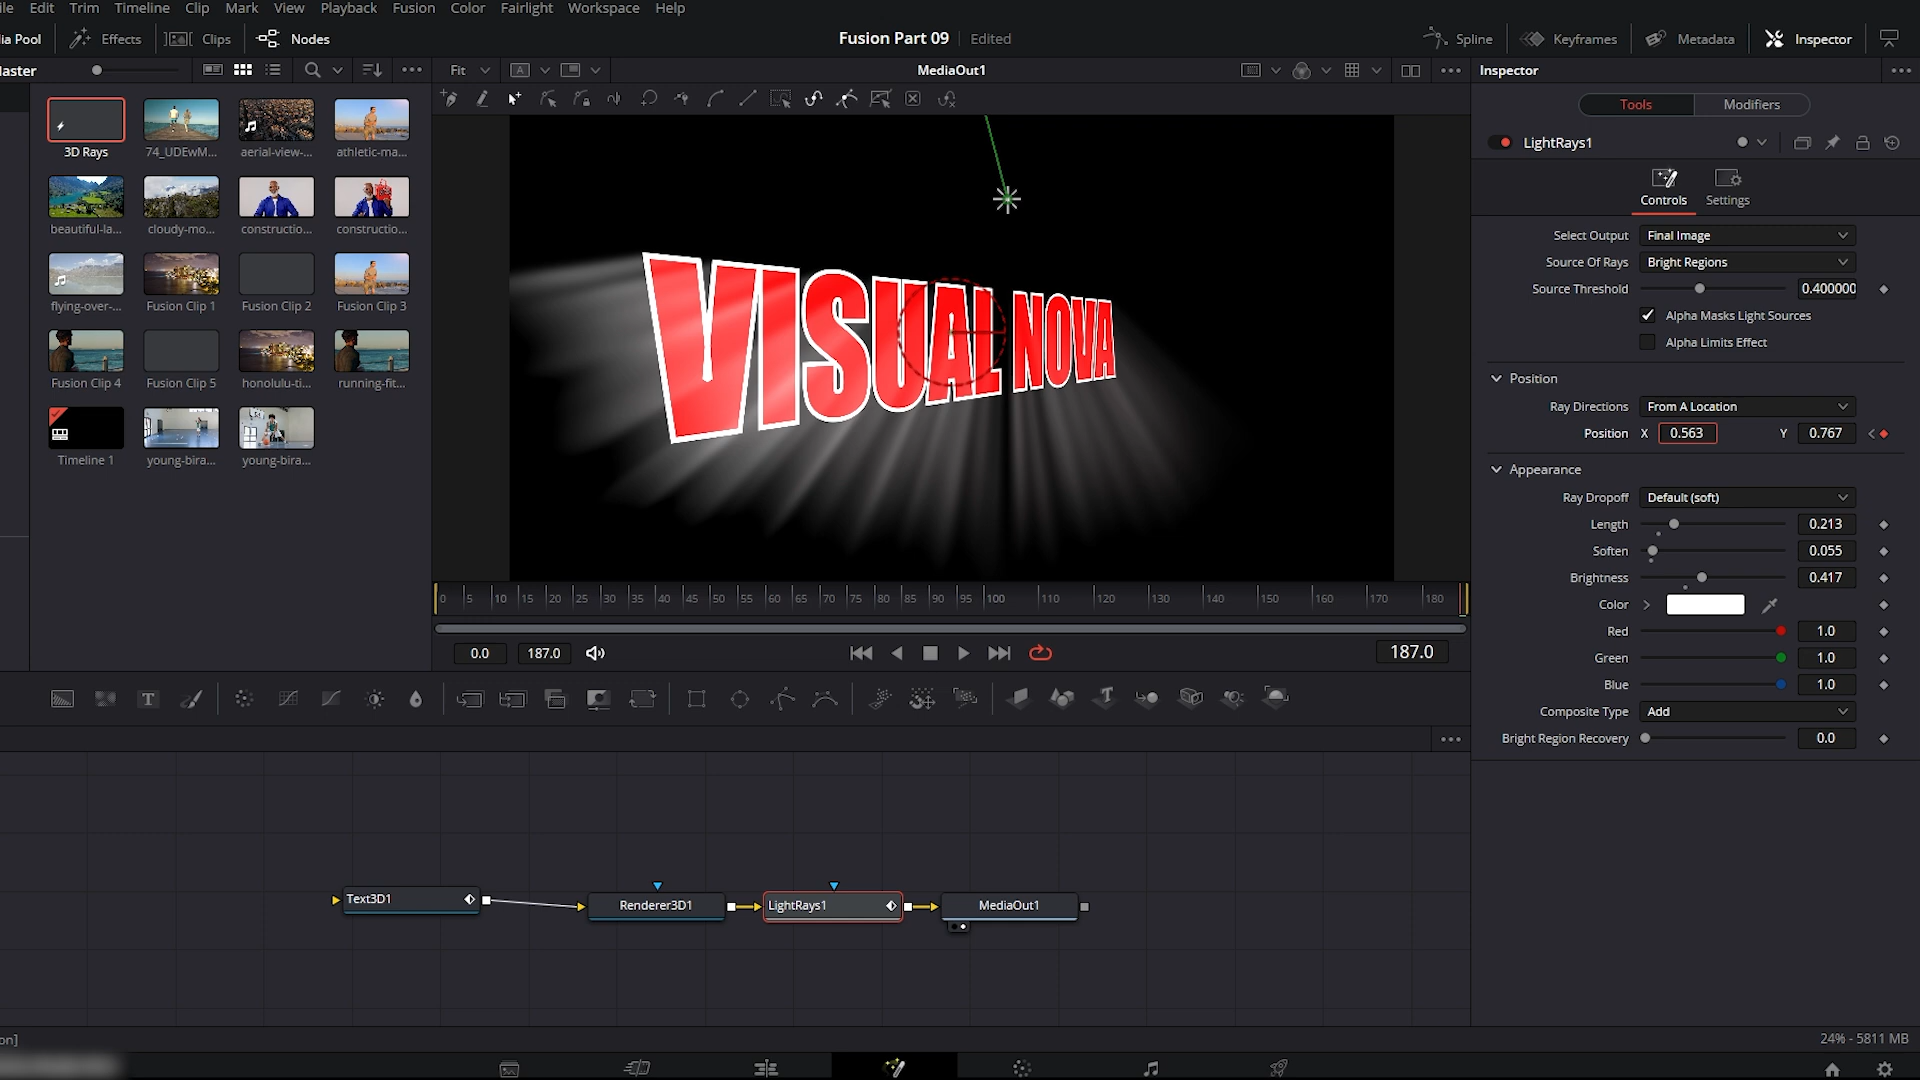 ile Edit Trim Timeline Clip Mark View Playback Fusion Color Fairlight Workspace Help
ia Pool Effects Clips Nodes Fusion Part 09 Edited Spline Keyframes Metadata Inspector
laster Fit A MediaOut1 Inspector
Tools Modifiers
LightRays1
Controls Settings
3D Rays 74_UDEwM... aerial-view-... athletic-ma...
beautiful-la... cloudy-mo... constructio... constructio...
flying-over-... Fusion Clip 1 Fusion Clip 2 Fusion Clip 3
Fusion Clip 4 Fusion Clip 5 honolulu-ti... running-fit...
Timeline 1 young-bira... young-bira...
VISUAL NOVA
Select Output Final Image
Source Of Rays Bright Regions
Source Threshold 0.400000
Alpha Masks Light Sources
Alpha Limits Effect
Position
Ray Directions From A Location
Position X 0.563 Y 0.767
Appearance
Ray Dropoff Default (soft)
Length 0.213
Soften 0.055
Brightness 0.417
Color
Red 1.0
Green 1.0
Blue 1.0
Composite Type Add
Bright Region Recovery 0.0
0 5 10 15 20 25 30 35 40 45 50 55 60 65 70 75 80 85 90 95 100 110 120 130 140 150 160 170 180
0.0 187.0 187.0
T
Text3D1 Renderer3D1 LightRays1 MediaOut1
on] 24% - 5811 MB